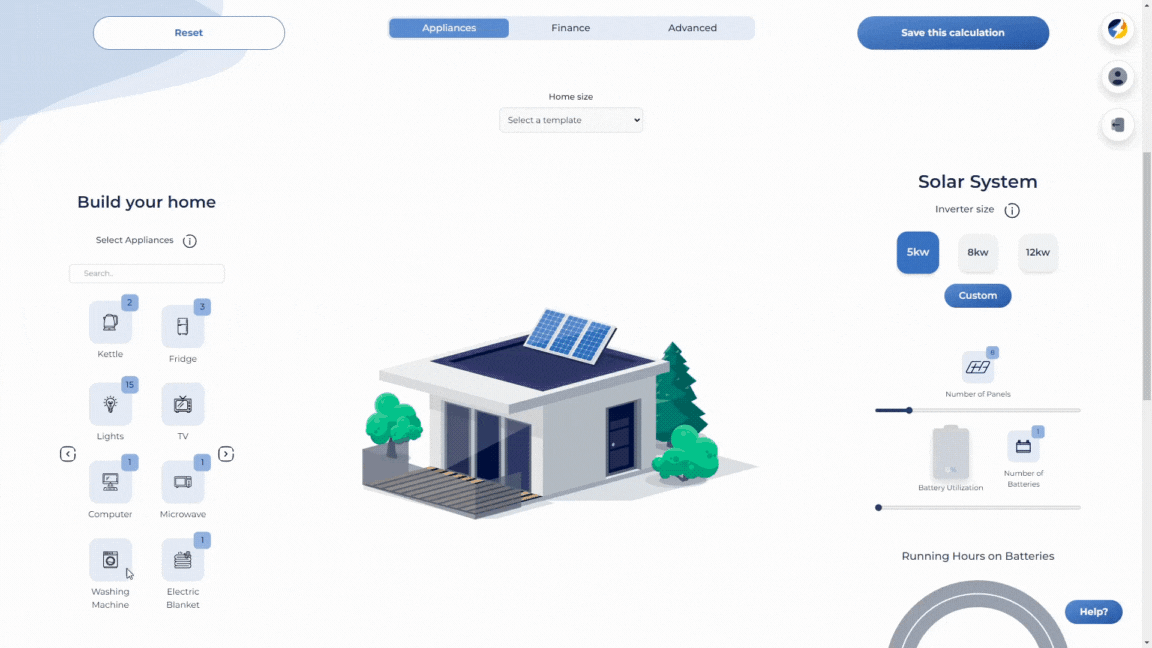 Reset
Appliances
Finance
Advanced
Save this calculation
Home size
Select a template
Build your home
Select Appliances
i
Search..
2
3
Kettle
Fridge
15
Lights
TV
1
1
Computer
Microwave
1
Washing
Machine
Electric
Blanket
Solar System
Inverter size
i
5kw
8kw
12kw
Custom
Number of Panels
1
Battery Utilization
Number of
Batteries
Running Hours on Batteries
Help?